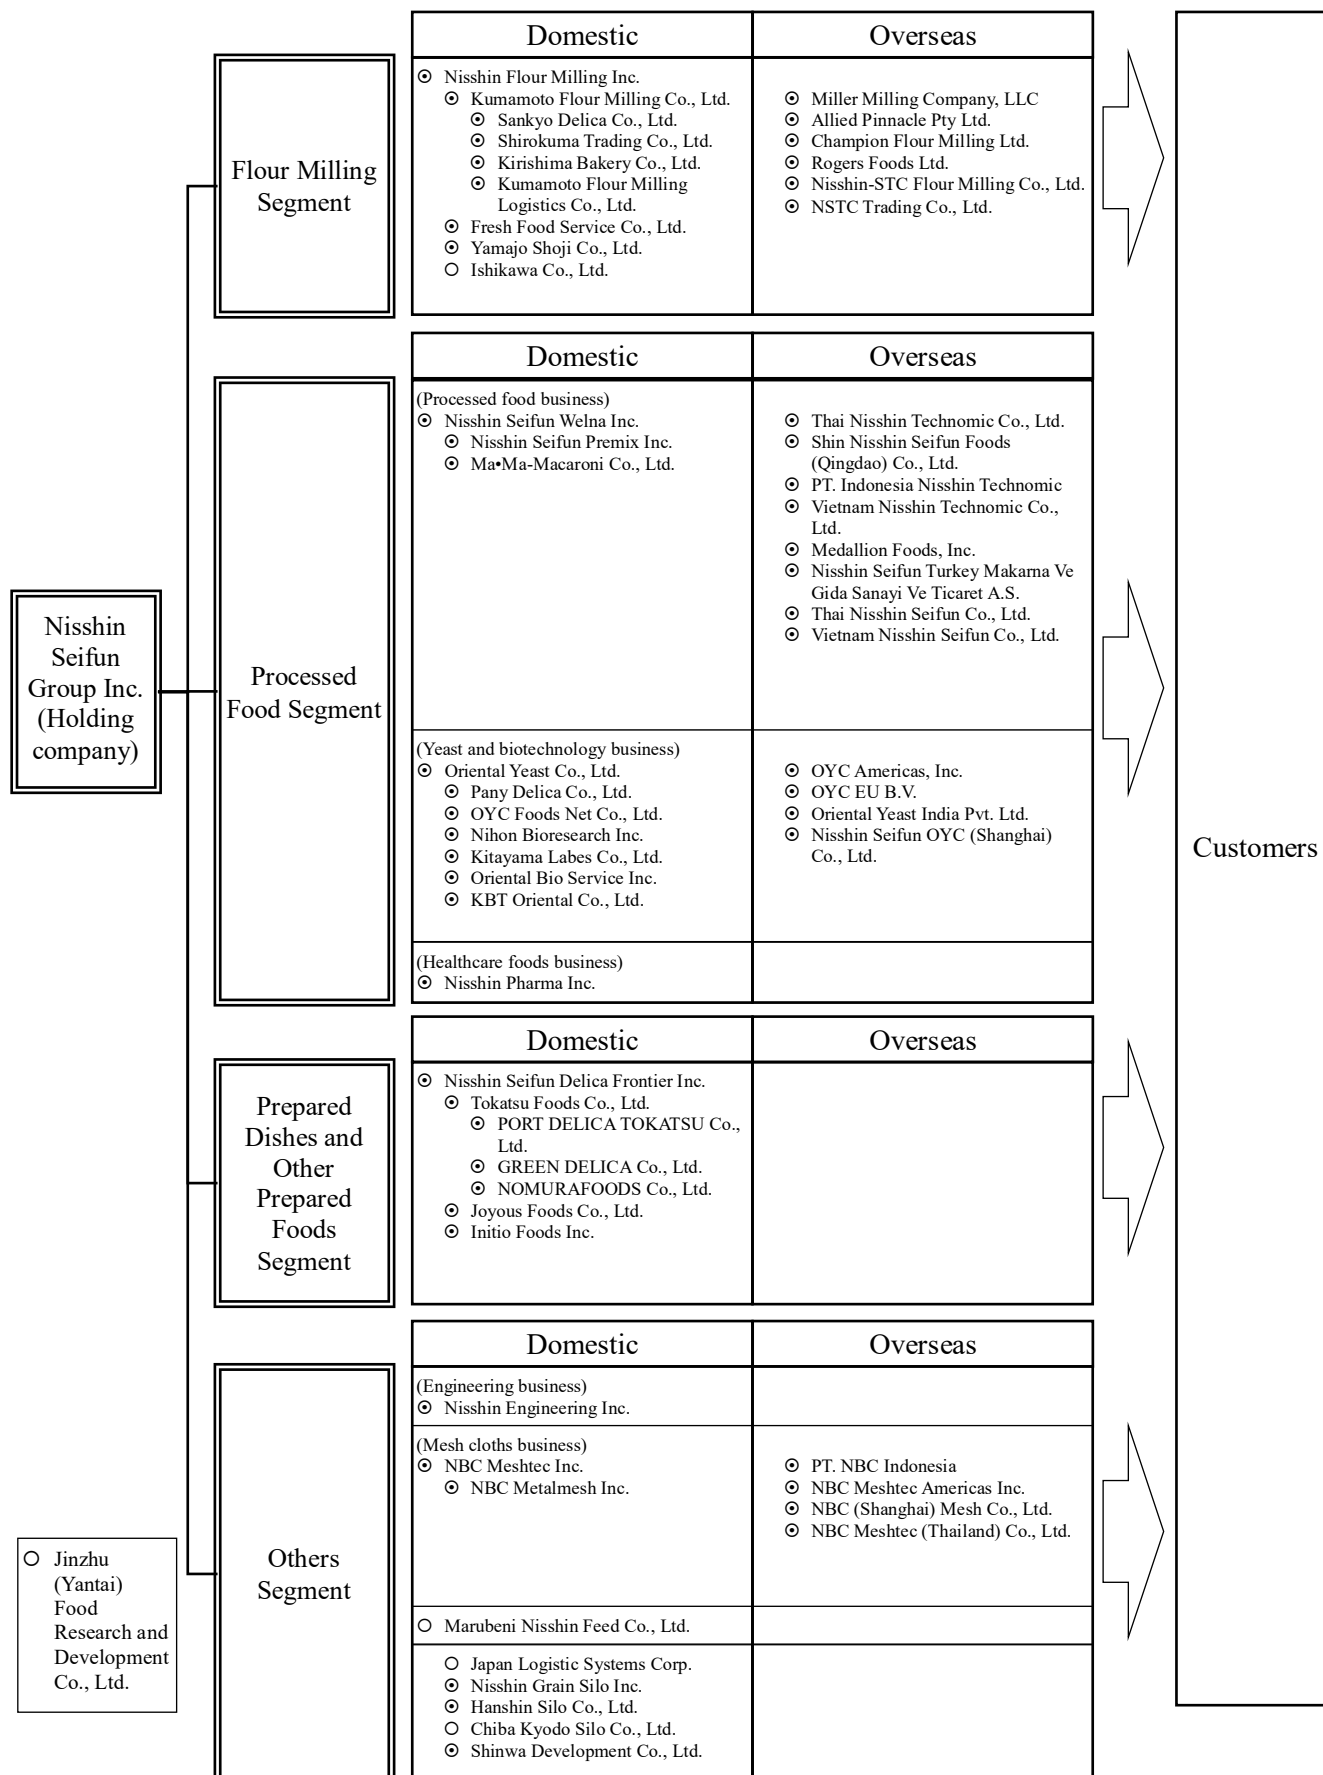 Nisshin
Seifun
Group Inc.
(Holding
company)
○ Jinzhu
(Yantai)
Food
Research and
Development
Co., Ltd.
Flour Milling
Segment
Domestic
Overseas
◉ Nisshin Flour Milling Inc.
◉ Kumamoto Flour Milling Co., Ltd.
◉ Sankyo Delica Co., Ltd.
◉ Shirokuma Trading Co., Ltd.
◉ Kirishima Bakery Co., Ltd.
◉ Kumamoto Flour Milling
Logistics Co., Ltd.
◉ Fresh Food Service Co., Ltd.
◉ Yamajo Shoji Co., Ltd.
○ Ishikawa Co., Ltd.
◉ Miller Milling Company, LLC
◉ Allied Pinnacle Pty Ltd.
◉ Champion Flour Milling Ltd.
◉ Rogers Foods Ltd.
◉ Nisshin-STC Flour Milling Co., Ltd.
◉ NSTC Trading Co., Ltd.
Processed
Food Segment
Domestic
Overseas
(Processed food business)
◉ Nisshin Seifun Welna Inc.
◉ Nisshin Seifun Premix Inc.
◉ Ma•Ma-Macaroni Co., Ltd.
◉ Thai Nisshin Technomic Co., Ltd.
◉ Shin Nisshin Seifun Foods
(Qingdao) Co., Ltd.
◉ PT. Indonesia Nisshin Technomic
◉ Vietnam Nisshin Technomic Co.,
Ltd.
◉ Medallion Foods, Inc.
◉ Nisshin Seifun Turkey Makarna Ve
Gida Sanayi Ve Ticaret A.S.
◉ Thai Nisshin Seifun Co., Ltd.
◉ Vietnam Nisshin Seifun Co., Ltd.
(Yeast and biotechnology business)
◉ Oriental Yeast Co., Ltd.
◉ Pany Delica Co., Ltd.
◉ OYC Foods Net Co., Ltd.
◉ Nihon Bioresearch Inc.
◉ Kitayama Labes Co., Ltd.
◉ Oriental Bio Service Inc.
◉ KBT Oriental Co., Ltd.
◉ OYC Americas, Inc.
◉ OYC EU B.V.
◉ Oriental Yeast India Pvt. Ltd.
◉ Nisshin Seifun OYC (Shanghai)
Co., Ltd.
(Healthcare foods business)
◉ Nisshin Pharma Inc.
Prepared
Dishes and
Other
Prepared
Foods
Segment
Domestic
Overseas
◉ Nisshin Seifun Delica Frontier Inc.
◉ Tokatsu Foods Co., Ltd.
◉ PORT DELICA TOKATSU Co.,
Ltd.
◉ GREEN DELICA Co., Ltd.
◉ NOMURAFOODS Co., Ltd.
◉ Joyous Foods Co., Ltd.
◉ Initio Foods Inc.
Others
Segment
Domestic
Overseas
(Engineering business)
◉ Nisshin Engineering Inc.
(Mesh cloths business)
◉ NBC Meshtec Inc.
◉ NBC Metalmesh Inc.
◉ PT. NBC Indonesia
◉ NBC Meshtec Americas Inc.
◉ NBC (Shanghai) Mesh Co., Ltd.
◉ NBC Meshtec (Thailand) Co., Ltd.
○ Marubeni Nisshin Feed Co., Ltd.
○ Japan Logistic Systems Corp.
◉ Nisshin Grain Silo Inc.
◉ Hanshin Silo Co., Ltd.
○ Chiba Kyodo Silo Co., Ltd.
◉ Shinwa Development Co., Ltd.
Customers